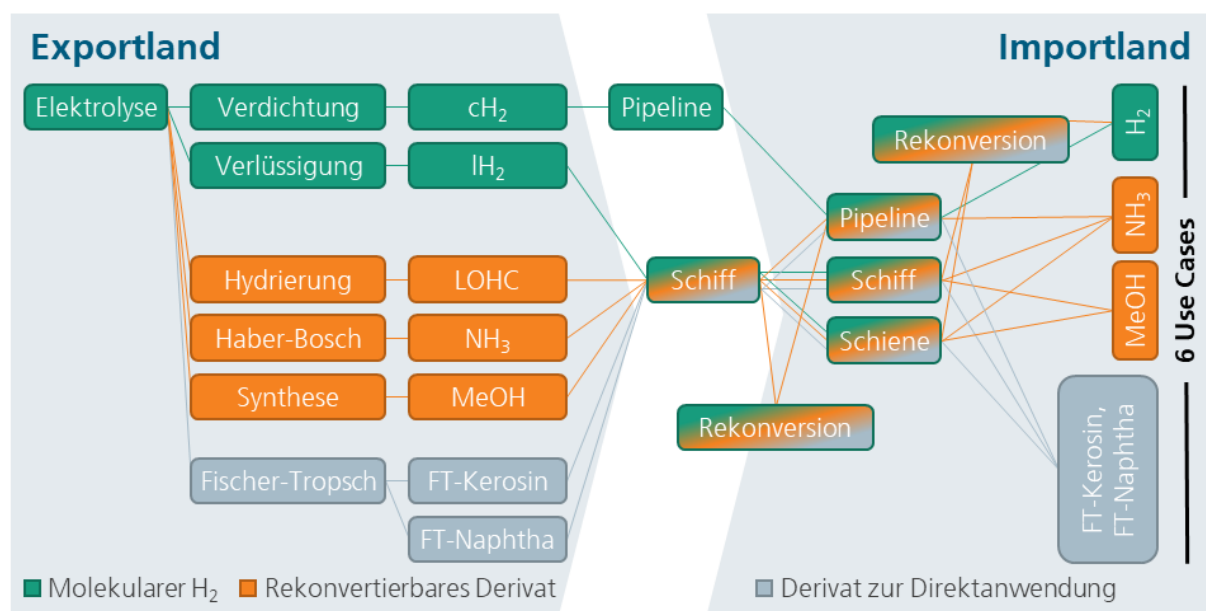 Exportland
Importland
Elektrolyse
Verdichtung
cH₂
Pipeline
Verlüssigung
lH₂
Hydrierung
LOHC
Haber-Bosch
NH₃
Synthese
MeOH
Fischer-Tropsch
FT-Kerosin
FT-Naphtha
Schiff
Rekonversion
Rekonversion
Pipeline
Schiff
Schiene
H₂
NH₃
MeOH
FT-Kerosin,
FT-Naphtha
6 Use Cases
Molekularer H₂
Rekonvertierbares Derivat
Derivat zur Direktanwendung